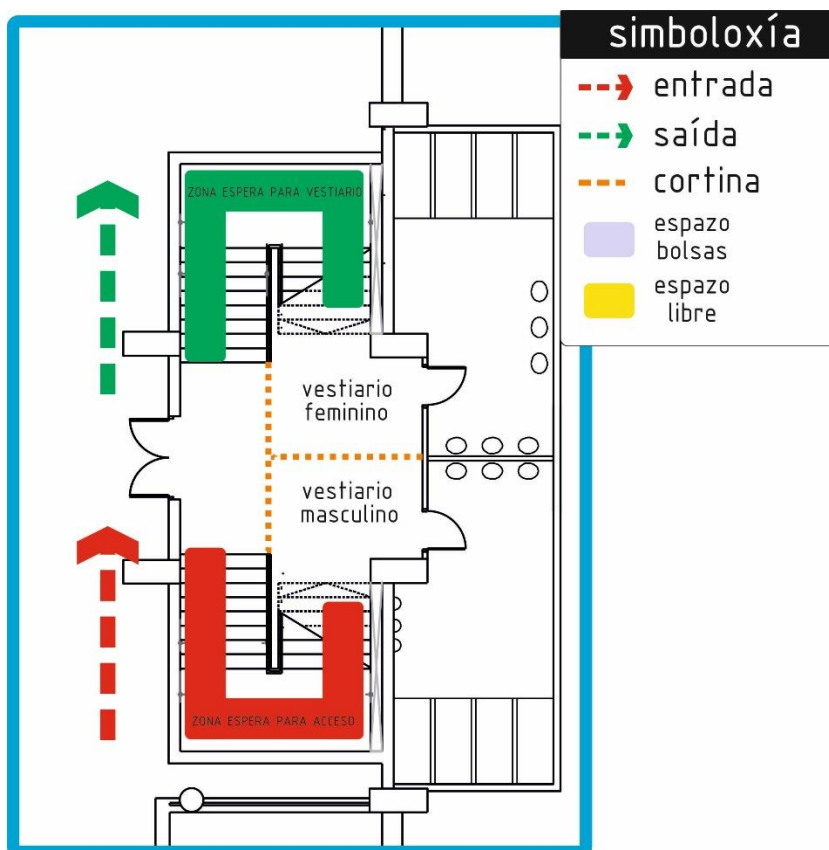 simboloxía
entrada
saída
cortina
espazo
bolsas
espazo
libre
ZONA ESPERA PARA VESTIARIO
vestiario
feminino
vestiario
masculino
ZONA ESPERA PARA ACCESO